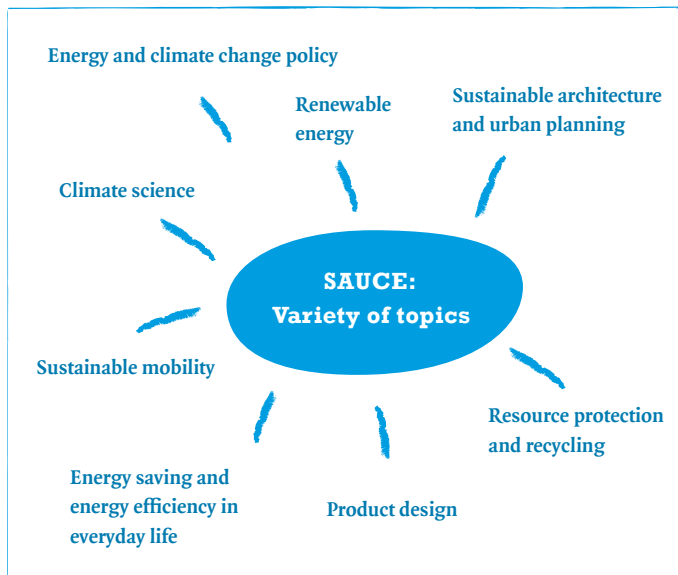 Energy and climate change policy
Renewable
energy
Sustainable architecture
and urban planning
Climate science
SAUCE:
Variety of topics
Sustainable mobility
Resource protection
and recycling
Energy saving and
energy efficiency in
everyday life
Product design